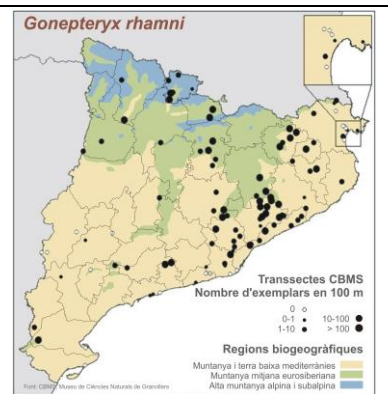 Gonepteryx rhamni
Transsectes CBMS
Nombre d'exemplars en 100 m
0
0-1
10-100
1-10
> 100
Regions biogeogràfiques
Muntanya i terra baixa mediterrànies
Muntanya mitjana eurosiberiana
Alta muntanya alpina i subalpina
Font: CBMS, Museu de Ciències Naturals de Granollers